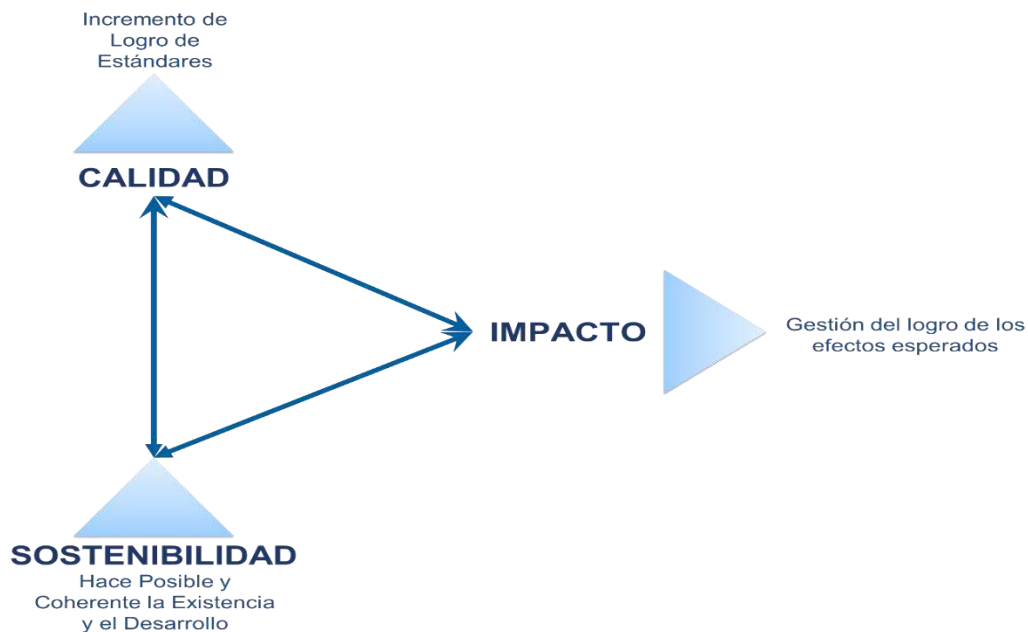 Incremento de
Logro de
Estándares
CALIDAD
IMPACTO
Gestión del logro de los
efectos esperados
SOSTENIBILIDAD
Hace Posible y
Coherente la Existencia
y el Desarrollo